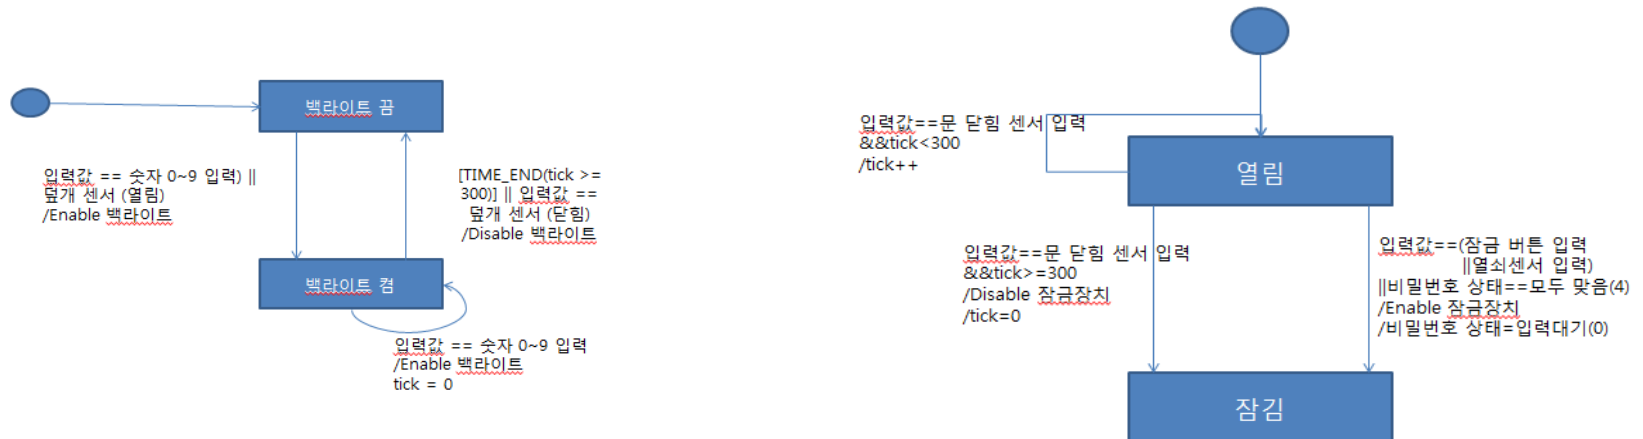 백라이트 끔
입력값 == 숫자 0~9 입력) ||
덮개 센서 (열림)
/Enable 백라이트
[TIME_END(tick >=
300)] || 입력값 ==
덮개 센서 (닫힘)
/Disable 백라이트
백라이트 켬
입력값 == 숫자 0~9 입력
/Enable 백라이트
tick = 0
입력값==문 닫힘 센서 입력
&&tick<300
/tick++
열림
입력값==문 닫힘 센서 입력
&&tick>=300
/Disable 잠금장치
/tick=0
입력값==(잠금 버튼 입력
||열쇠센서 입력)
||비밀번호 상태==모두 맞음(4)
/Enable 잠금장치
/비밀번호 상태=입력대기(0)
잠김